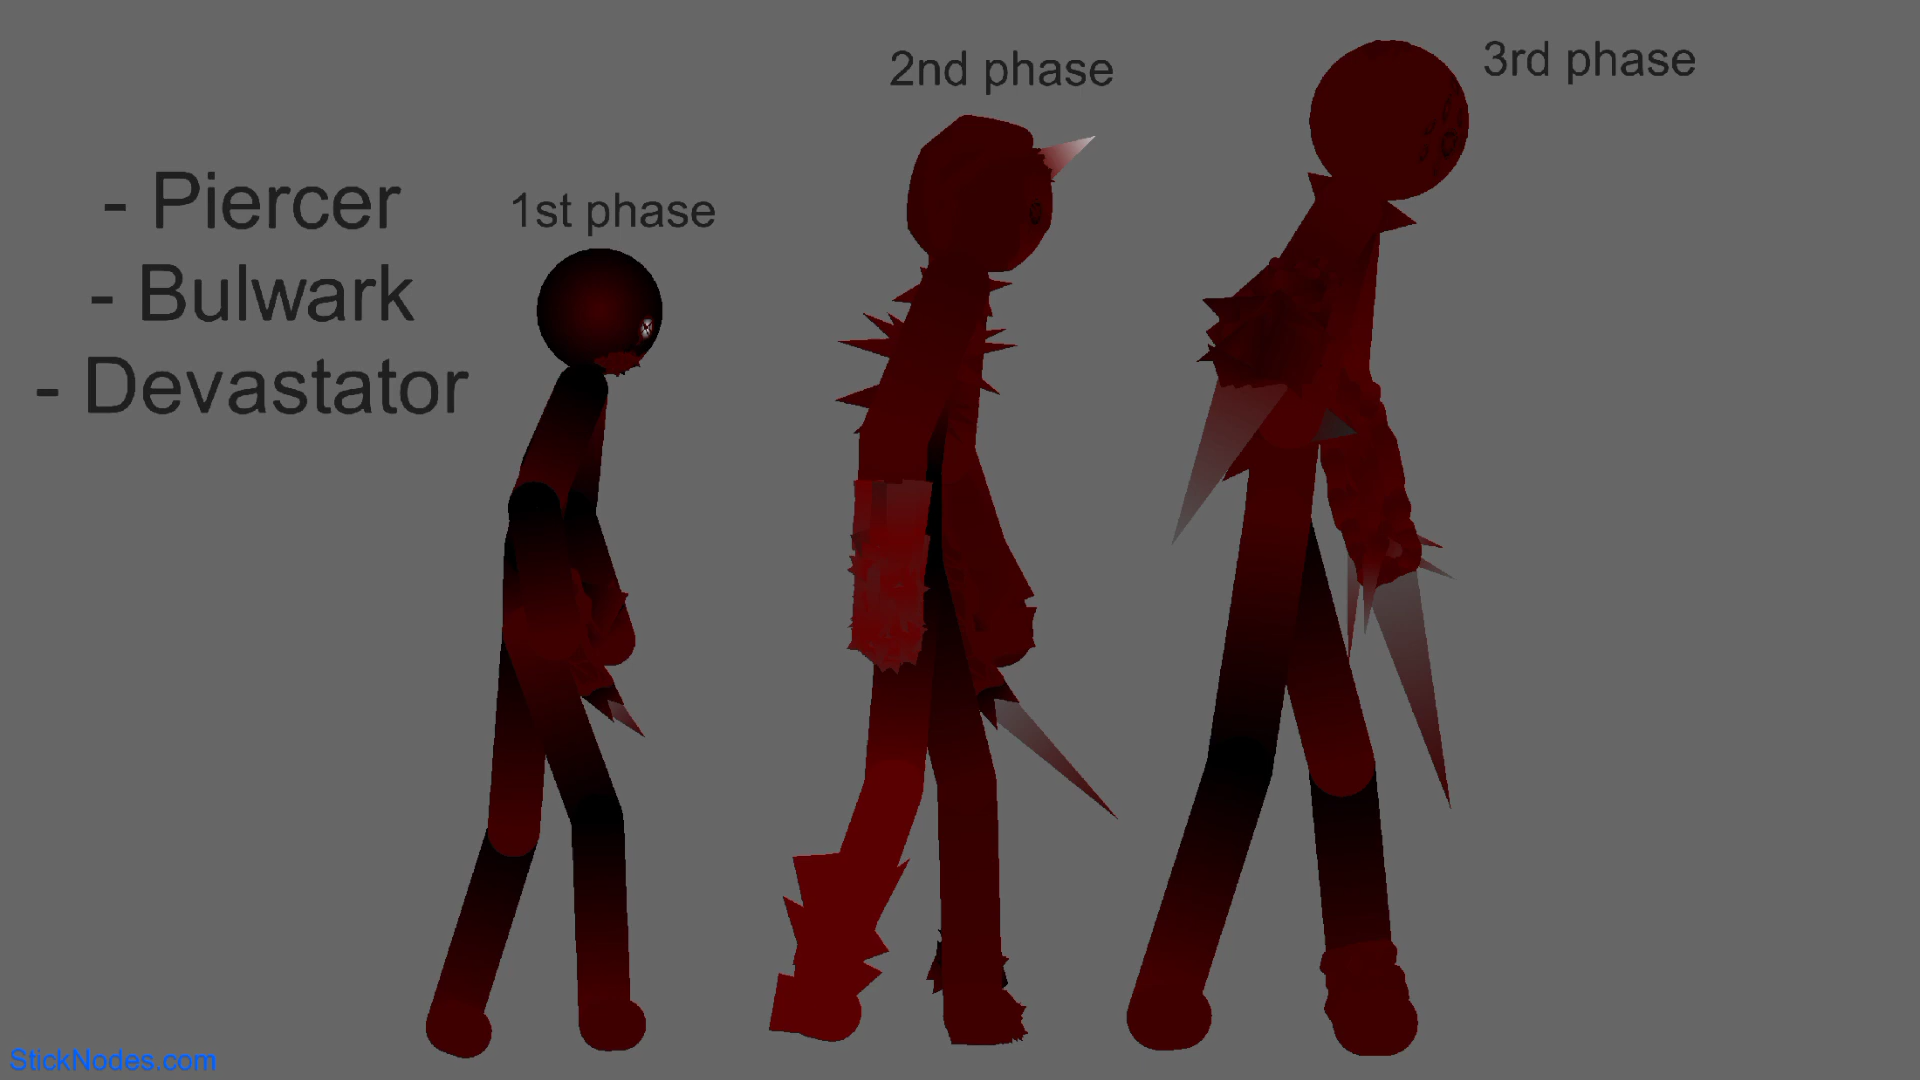 - Piercer
- Bulwark
- Devastator
1st phase
2nd phase
3rd phase
StickNodes.com